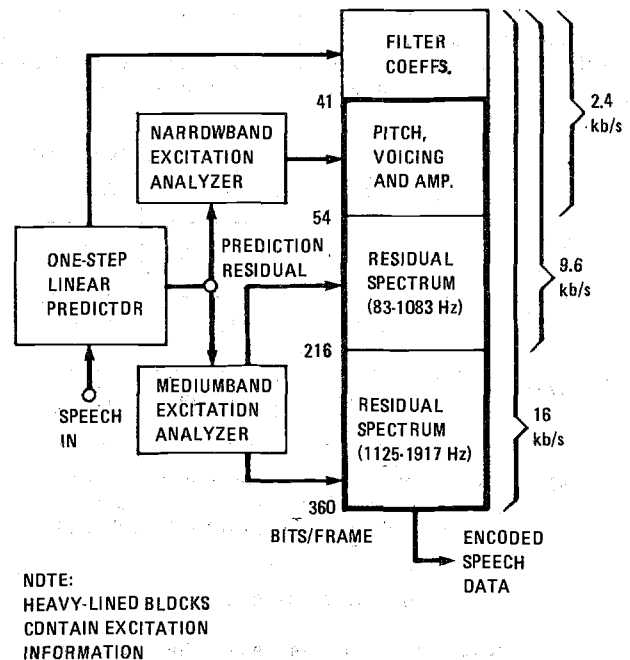 FILTER
COEFFS.
41
2.4
kb/s
NARROWBAND
EXCITATION
ANALYZER
PITCH,
VOICING
AND AMP.
54
ONE-STEP
LINEAR
PREDICTOR
PREDICTION
RESIDUAL
RESIDUAL
SPECTRUM
(83-1083 Hz)
9.6
kb/s
216
MEDIUMBAND
EXCITATION
ANALYZER
SPEECH
IN
RESIDUAL
SPECTRUM
(1125-1917 Hz)
16
kb/s
360
BITS/FRAME
ENCODED
SPEECH
DATA
NOTE:
HEAVY-LINED BLOCKS
CONTAIN EXCITATION
INFORMATION